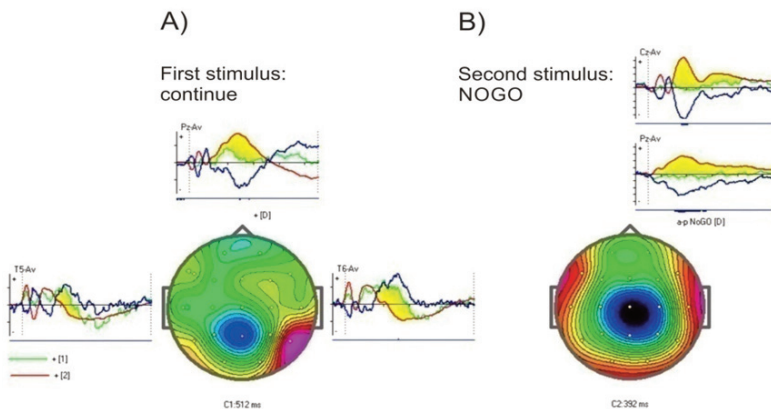 A)
B)
First stimulus:
continue
Second stimulus:
NOGO
Cz-Av
+
-
Pz-Av
+
-
+ [D]
Pz-Av
+
-
a-p NoGO [D]
T5-Av
+
-
T6-Av
+
-
+ [1]
+ [2]
C1:512 ms
C2:392 ms